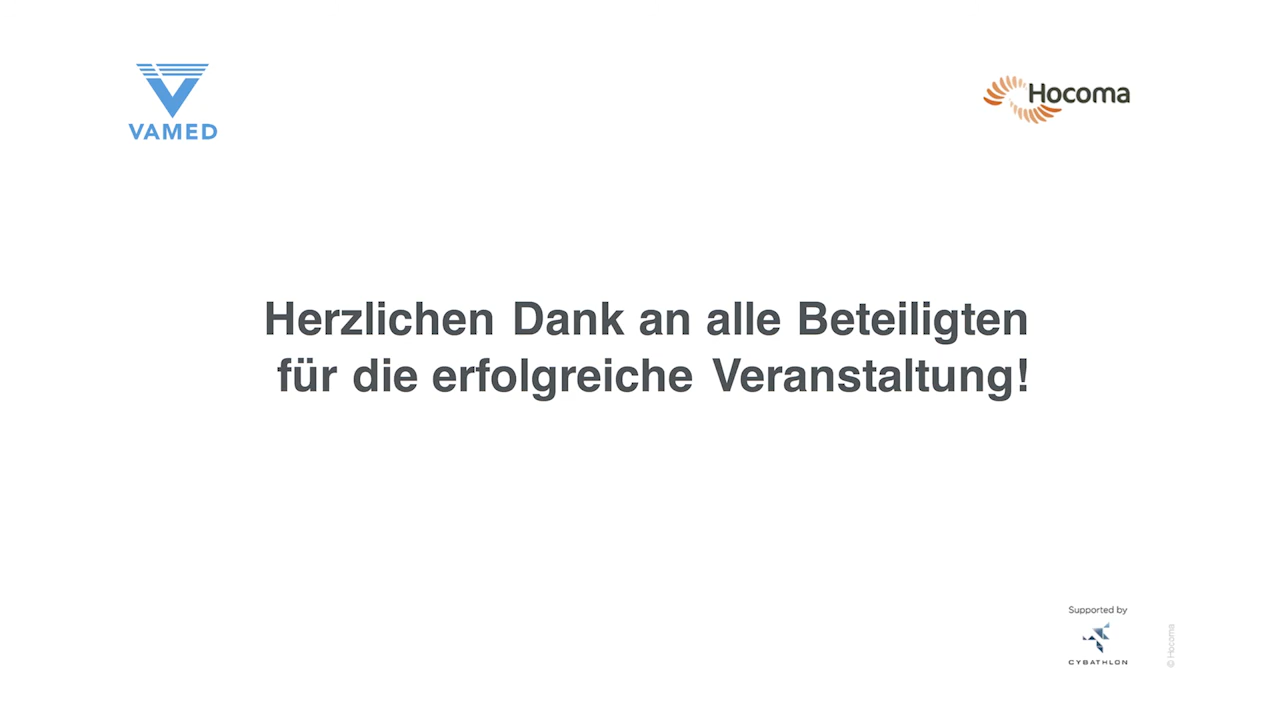 VAMED
Hocoma
Herzlichen Dank an alle Beteiligten
für die erfolgreiche Veranstaltung!
Supported by
CYBATHLON
© Hocoma